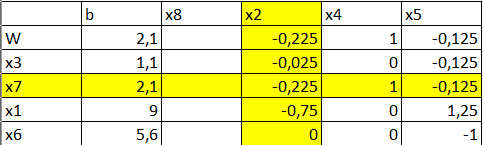 b x8 x2 x4 x5
W 2,1 -0,225 1 -0,125
x3 1,1 -0,025 0 -0,125
x7 2,1 -0,225 1 -0,125
x1 9 -0,75 0 1,25
x6 5,6 0 0 -1